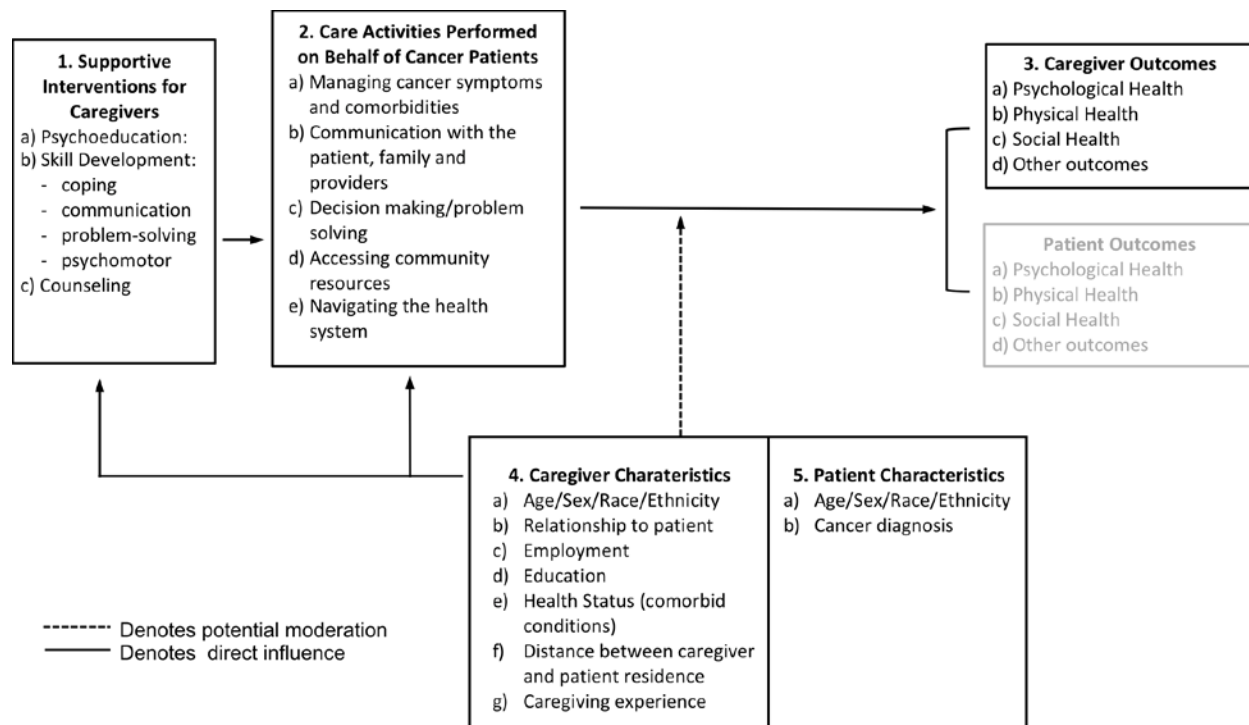 1. Supportive
Interventions for
Caregivers
a) Psychoeducation:
b) Skill Development:
- coping
- communication
- problem-solving
- psychomotor
c) Counseling
2. Care Activities Performed
on Behalf of Cancer Patients
a) Managing cancer symptoms
and comorbidities
b) Communication with the
patient, family and
providers
c) Decision making/problem
solving
d) Accessing community
resources
e) Navigating the health
system
3. Caregiver Outcomes
a) Psychological Health
b) Physical Health
c) Social Health
d) Other outcomes
Patient Outcomes
a) Psychological Health
b) Physical Health
c) Social Health
d) Other outcomes
4. Caregiver Charateristics
a) Age/Sex/Race/Ethnicity
b) Relationship to patient
c) Employment
d) Education
e) Health Status (comorbid
conditions)
f) Distance between caregiver
and patient residence
g) Caregiving experience
5. Patient Characteristics
a) Age/Sex/Race/Ethnicity
b) Cancer diagnosis
Denotes potential moderation
Denotes direct influence